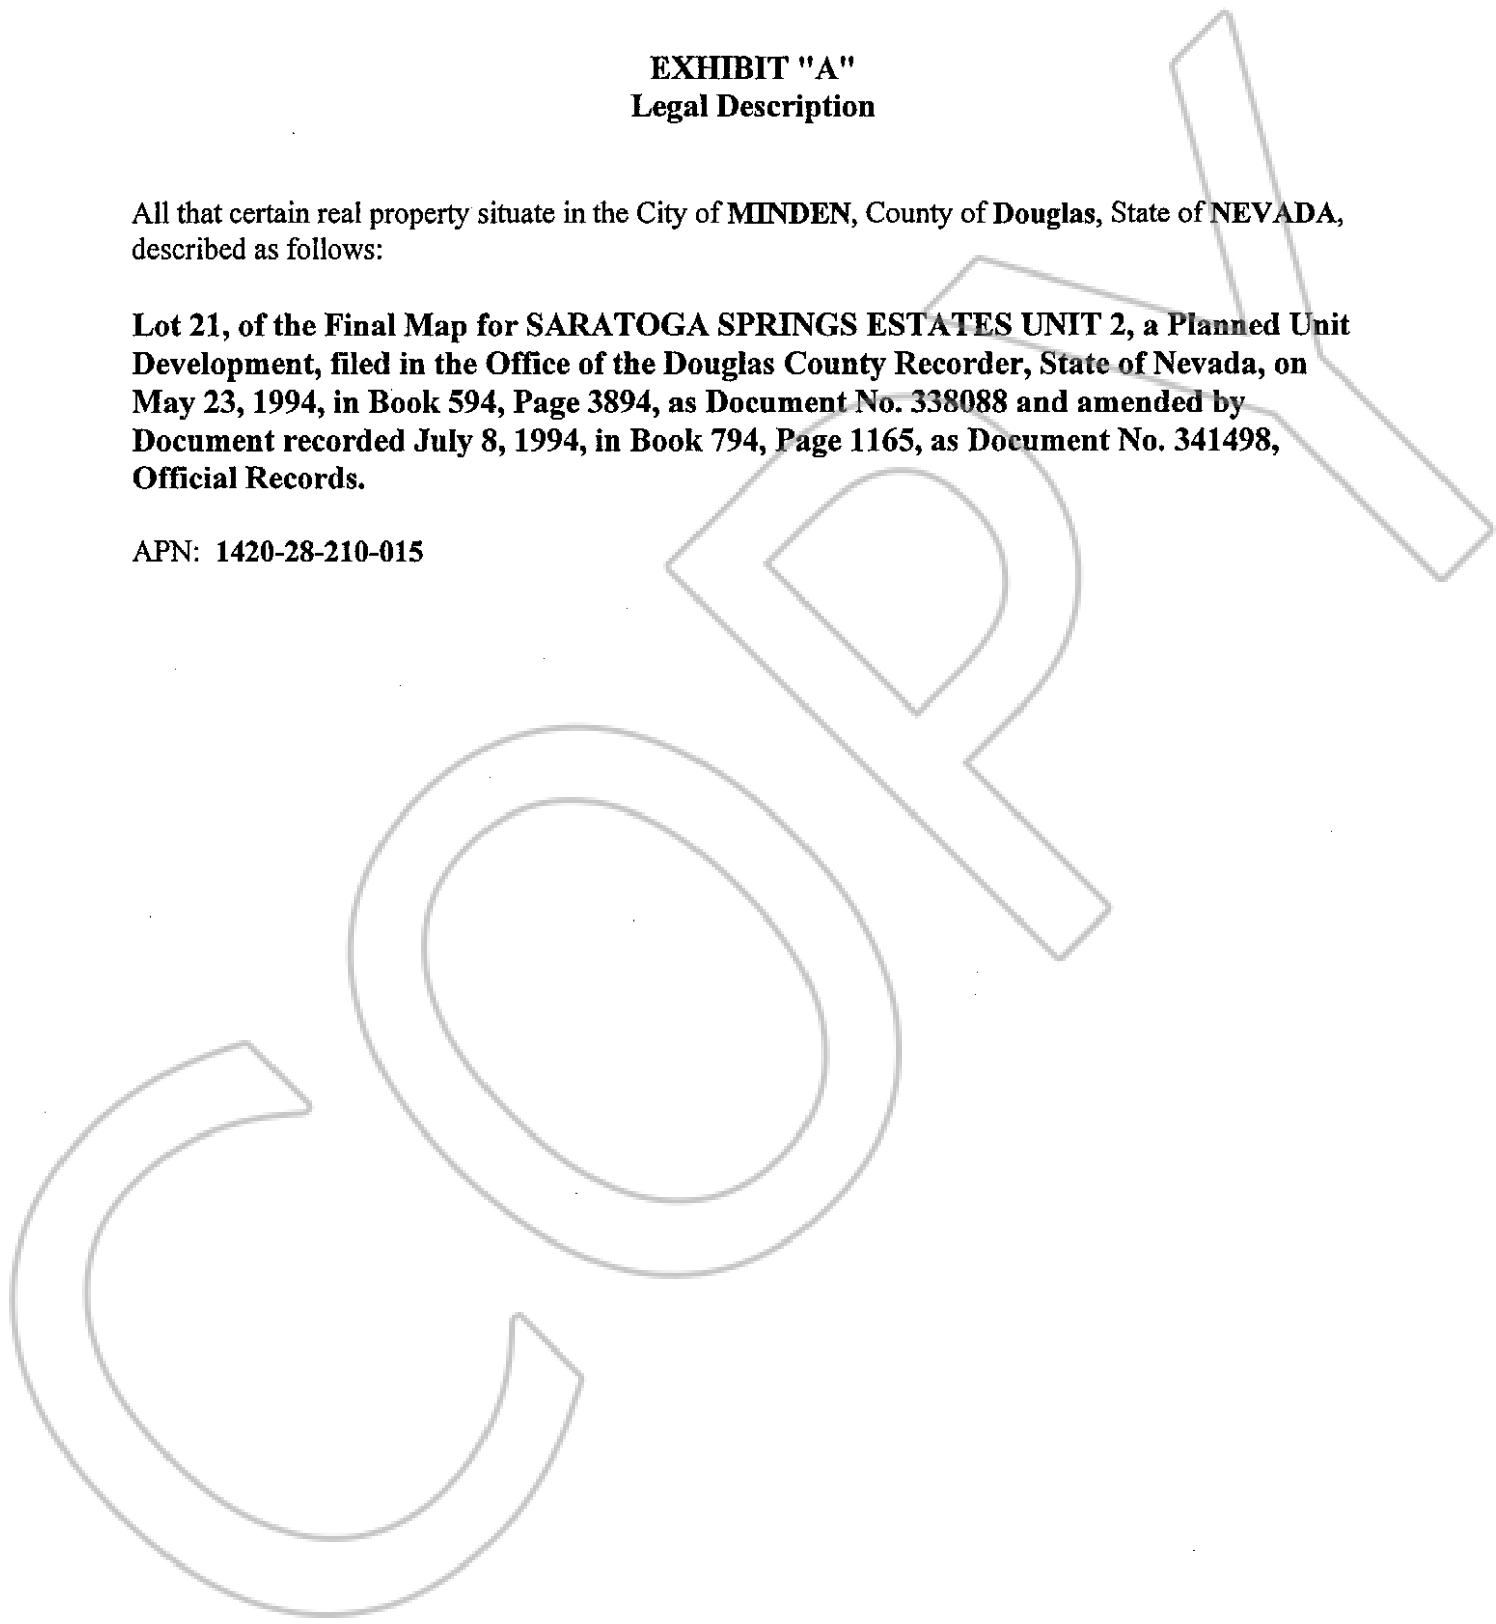 EXHIBIT "A"
Legal Description
All that certain real property situate in the City of MINDEN, County of Douglas, State of NEVADA,
described as follows:
Lot 21, of the Final Map for SARATOGA SPRINGS ESTATES UNIT 2, a Planned Unit
Development, filed in the Office of the Douglas County Recorder, State of Nevada, on
May 23, 1994, in Book 594, Page 3894, as Document No. 338088 and amended by
Document recorded July 8, 1994, in Book 794, Page 1165, as Document No. 341498,
Official Records.
APN: 1420-28-210-015
COPY